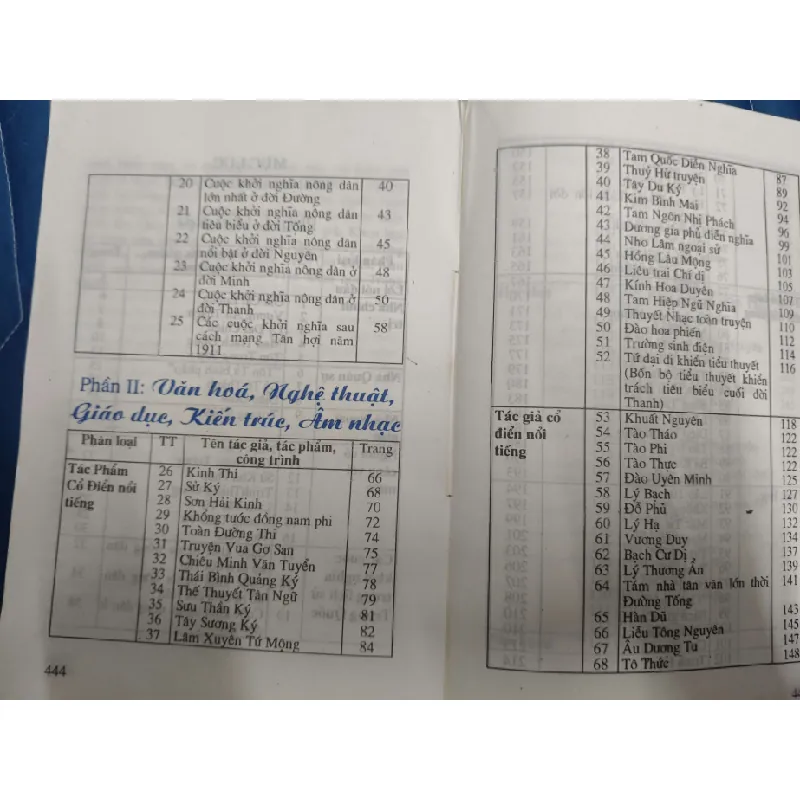 20 Cuộc khởi nghĩa nông dân 40
lớn nhất ở đời Đường
21 Cuộc khởi nghĩa nông dân 43
tiêu biểu ở đời Tống
22 Cuộc khởi nghĩa nông dân 45
nổi bật ở đời Nguyên
23 Cuộc khởi nghĩa nông dân ở 48
đời Minh
24 Cuộc khởi nghĩa nông dân ở 50
đời Thanh
25 Các cuộc khởi nghĩa sau 58
cách mạng Tân hợi năm
1911
Phần II: Văn hoá, Nghệ thuật,
Giáo dục, Kiến trúc, Âm nhạc
Phân loại TT Tên tác giả, tác phẩm, Trang
công trình
Tác Phẩm 26 Kinh Thi 66
Cổ Điển nổi 27 Sử Ký 68
tiếng 28 Sơn Hải Kinh 70
29 Khổng tước đông nam phi 72
30 Toàn Đường Thi 74
31 Truyện Vua Gơ San 75
32 Chiêu Minh Văn Tuyển 77
33 Thái Bình Quảng Ký 78
34 Thế Thuyết Tân Ngữ 79
35 Sưu Thần Ký 81
36 Tây Sương Ký 82
37 Lâm Xuyên Tứ Mộng 84
444
38 Tam Quốc Diễn Nghĩa 87
39 Thuỷ Hử truyện 89
40 Tây Du Ký 92
41 Kim Bình Mai 94
42 Tam Ngôn Nhị Phách 96
43 Dương gia phủ diễn nghĩa 99
44 Nho Lâm ngoại sử 101
45 Hồng Lâu Mộng 103
46 Liêu trai Chí dị 105
47 Kính Hoa Duyên 107
48 Tam Hiệp Ngũ Nghĩa 109
49 Thuyết Nhạc toàn truyện 110
50 Đào hoa phiến 112
51 Trường sinh điện 114
52 Tứ đại di khiển tiểu thuyết 116
(Bốn bộ tiểu thuyết khiển
trách tiêu biểu cuối đời
Thanh)
Tác giả cổ 53 Khuất Nguyên 118
điển nổi 54 Tào Tháo 122
tiếng 55 Tào Phi 122
56 Tào Thực 122
57 Đào Uyên Minh 125
58 Lý Bạch 127
59 Đỗ Phủ 130
60 Lý Hạ 132
61 Vương Duy 134
62 Bạch Cư Dị 137
63 Lý Thương Ẩn 139
64 Tám nhà tản văn lớn thời 141
Đường Tống
65 Hàn Dũ 143
66 Liễu Tông Nguyên 145
67 Âu Dương Tu 147
68 Tô Thức 148